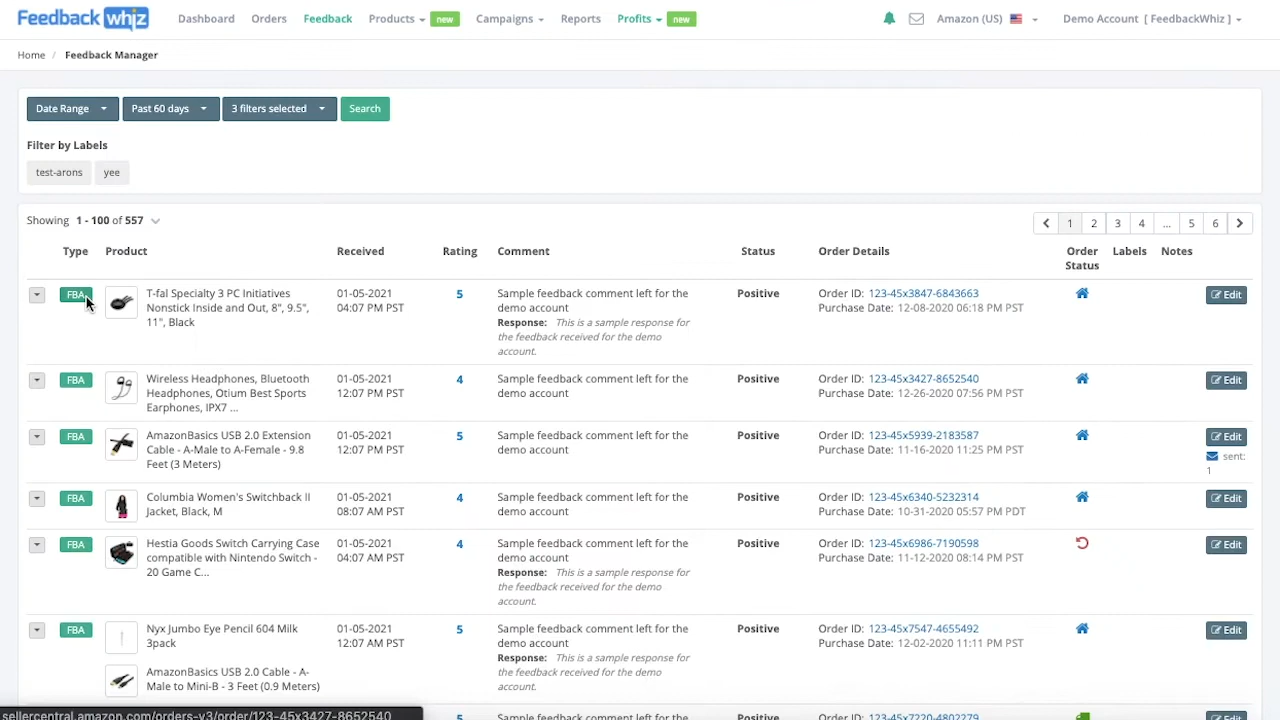 Feedback whiz Dashboard Orders Feedback Products new Campaigns Reports Profits new Amazon (US) Demo Account [ FeedbackWhiz ]
Home / Feedback Manager
Date Range Past 60 days 3 filters selected Search
Filter by Labels
test-arons yee
Showing 1 - 100 of 557
1 2 3 4 ... 5 6
Type Product Received Rating Comment Status Order Details Order Labels Notes
Status
FBA T-fal Specialty 3 PC Initiatives 01-05-2021 5 Sample feedback comment left for the Positive Order ID: 123-45x3847-6843663 Edit
Nonstick Inside and Out, 8", 9.5", 04:07 PM PST demo account Purchase Date: 12-08-2020 06:18 PM PST
11", Black Response: This is a sample response for
the feedback received for the demo
account.
FBA Wireless Headphones, Bluetooth 01-05-2021 4 Sample feedback comment left for the Positive Order ID: 123-45x3427-8652540 Edit
Headphones, Otium Best Sports 12:07 PM PST demo account Purchase Date: 12-26-2020 07:56 PM PST
Earphones, IPX7 ...
FBA AmazonBasics USB 2.0 Extension 01-05-2021 5 Sample feedback comment left for the Positive Order ID: 123-45x5939-2183587 Edit
Cable - A-Male to A-Female - 9.8 12:07 PM PST demo account Purchase Date: 11-16-2020 11:25 PM PST sent:
Feet (3 Meters) 1
FBA Columbia Women's Switchback II 01-05-2021 4 Sample feedback comment left for the Positive Order ID: 123-45x6340-5232314 Edit
Jacket, Black, M 08:07 AM PST demo account Purchase Date: 10-31-2020 05:57 PM PDT
FBA Hestia Goods Switch Carrying Case 01-05-2021 4 Sample feedback comment left for the Positive Order ID: 123-45x6986-7190598 Edit
compatible with Nintendo Switch - 04:07 AM PST demo account Purchase Date: 11-12-2020 08:14 PM PST
20 Game C... Response: This is a sample response for
the feedback received for the demo
account.
FBA Nyx Jumbo Eye Pencil 604 Milk 01-05-2021 5 Sample feedback comment left for the Positive Order ID: 123-45x7547-4655492 Edit
3pack 12:07 AM PST demo account Purchase Date: 12-02-2020 11:11 PM PST
Response: This is a sample response for
AmazonBasics USB 2.0 Cable - A- the feedback received for the demo
Male to Mini-B - 3 Feet (0.9 Meters) account.
sellercentral.amazon.com/orders-v3/order/123-45x3427-8652540